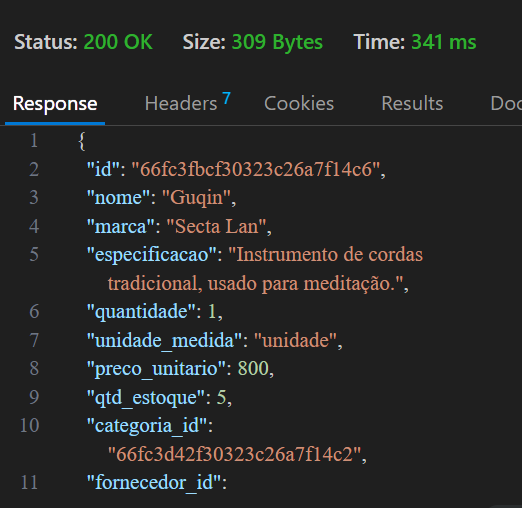 Status: 200 OK Size: 309 Bytes Time: 341 ms
Response Headers 7 Cookies Results Doc
1 {
2 "id": "66fc3fbcf30323c26a7f14c6",
3 "nome": "Guqin",
4 "marca": "Secta Lan",
5 "especificacao": "Instrumento de cordas
tradicional, usado para meditação.",
6 "quantidade": 1,
7 "unidade_medida": "unidade",
8 "preco_unitario": 800,
9 "qtd_estoque": 5,
10 "categoria_id":
"66fc3d42f30323c26a7f14c2",
11 "fornecedor_id":